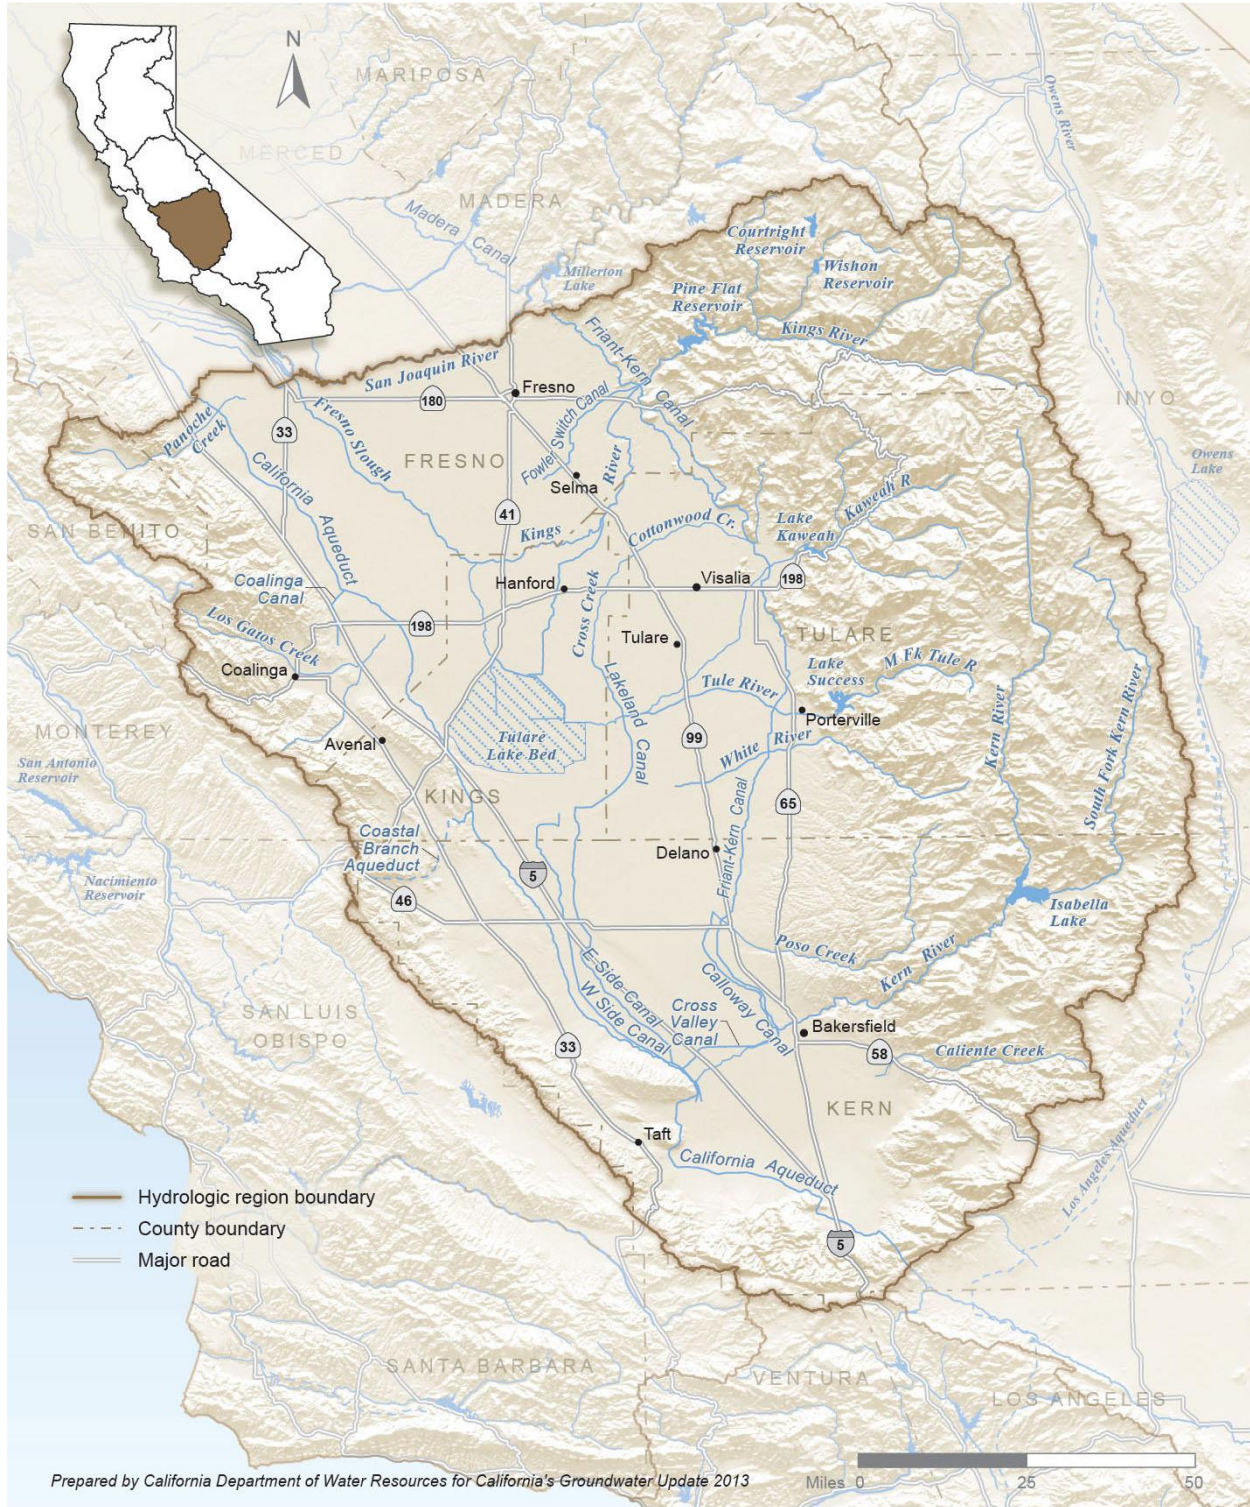 N
MARIPOSA
MERCED
MADERA
Madera Canal
Millerton
Lake
Owens River
Courtright
Reservoir
Wishon
Reservoir
Pine Flat
Reservoir
Kings River
Friant-Kern Canal
San Joaquin River
Fresno
180
33
Panoche
Creek
Fresno Slough
California Aqueduct
FRESNO
Fowler Switch Canal
Selma
41
Kings River
INYO
Owens
Lake
SAN BENITO
Cottonwood Cr.
Lake
Kaweah
Kaweah R
Coalinga
Canal
Hanford
Visalia
198
Los Gatos Creek
198
Cross Creek
Tulare
TULARE
Coalinga
Lake
Success
M Fk Tule R
Tule River
Porterville
Lakeland Canal
MONTEREY
Avenal
Tulare
Lake Bed
99
White River
Kern River
South Fork Kern River
San Antonio
Reservoir
KINGS
65
Friant-Kern Canal
Coastal
Branch
Aqueduct
Delano
5
Nacimiento
Reservoir
46
Isabella
Lake
Poso Creek
Kern River
E Side Canal
W Side Canal
Calloway Canal
Cross
Valley
Canal
SAN LUIS
OBISPO
Bakersfield
33
58
Caliente Creek
KERN
Taft
California Aqueduct
Los Angeles Aqueduct
Hydrologic region boundary
County boundary
Major road
5
SANTA BARBARA
VENTURA
LOS ANGELES
Prepared by California Department of Water Resources for California's Groundwater Update 2013
Miles 0 25 50